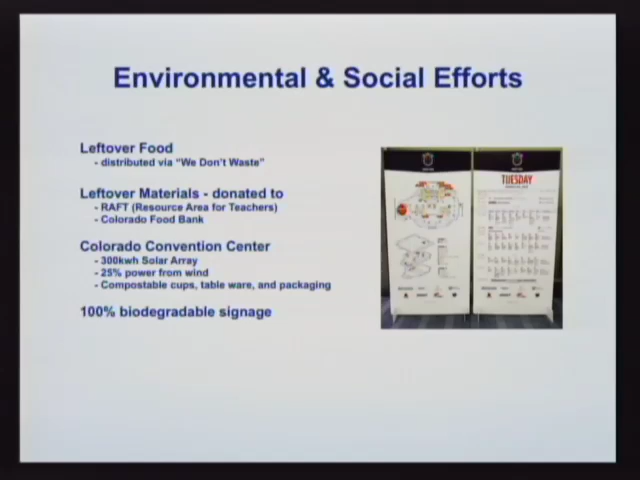 Environmental & Social Efforts
Leftover Food
- distributed via “We Don’t Waste”
Leftover Materials - donated to
- RAFT (Resource Area for Teachers)
- Colorado Food Bank
Colorado Convention Center
- 300kwh Solar Array
- 25% power from wind
- Compostable cups, table ware, and packaging
100% biodegradable signage
TUESDAY